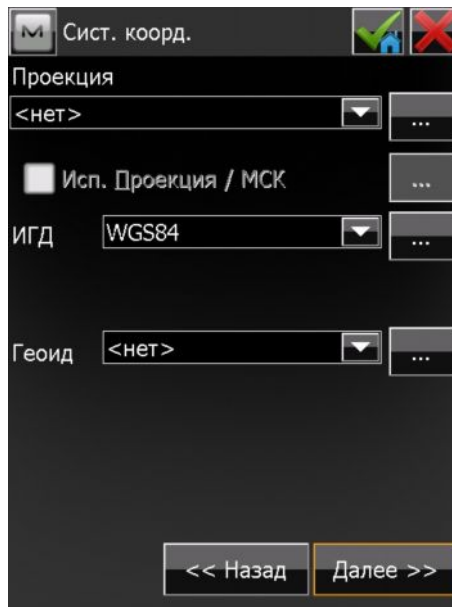 Сист. коорд.
Проекция
<нет>
...
Исп. Проекция / МСК
...
ИГД
WGS84
...
Геоид
<нет>
...
<< Назад
Далее >>